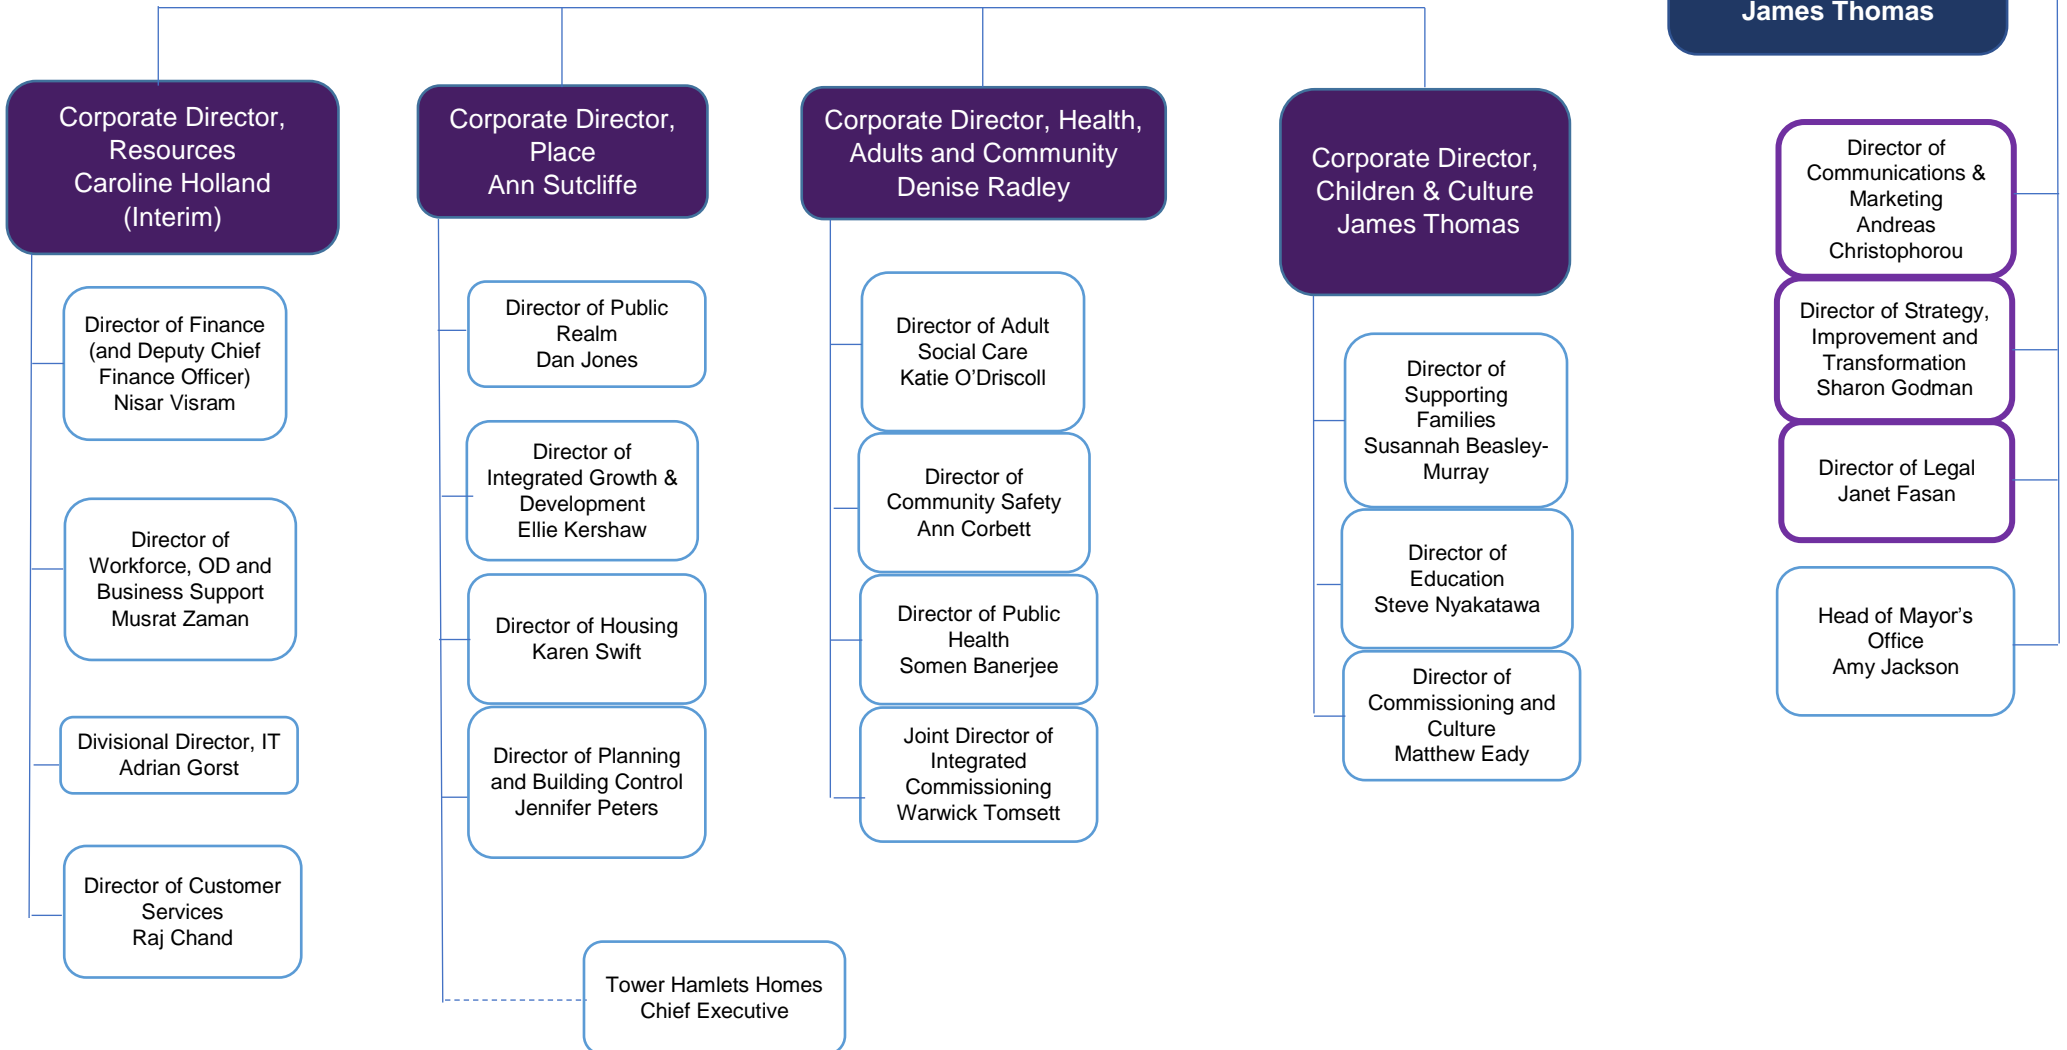 James Thomas
Corporate Director,
Resources
Caroline Holland
(Interim)
Director of Finance
(and Deputy Chief
Finance Officer)
Nisar Visram
Director of
Workforce, OD and
Business Support
Musrat Zaman
Divisional Director, IT
Adrian Gorst
Director of Customer
Services
Raj Chand
Corporate Director,
Place
Ann Sutcliffe
Director of Public
Realm
Dan Jones
Director of
Integrated Growth &
Development
Ellie Kershaw
Director of Housing
Karen Swift
Director of Planning
and Building Control
Jennifer Peters
Tower Hamlets Homes
Chief Executive
Corporate Director, Health,
Adults and Community
Denise Radley
Director of Adult
Social Care
Katie O’Driscoll
Director of
Community Safety
Ann Corbett
Director of Public
Health
Somen Banerjee
Joint Director of
Integrated
Commissioning
Warwick Tomsett
Corporate Director,
Children & Culture
James Thomas
Director of
Supporting
Families
Susannah Beasley-
Murray
Director of
Education
Steve Nyakatawa
Director of
Commissioning and
Culture
Matthew Eady
Director of
Communications &
Marketing
Andreas
Christophorou
Director of Strategy,
Improvement and
Transformation
Sharon Godman
Director of Legal
Janet Fasan
Head of Mayor’s
Office
Amy Jackson